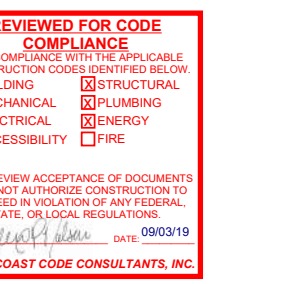 REVIEWED FOR CODE
COMPLIANCE
OMPLIANCE WITH THE APPLICABLE
RUCTION CODES IDENTIFIED BELOW.
LDING X STRUCTURAL
CHANICAL X PLUMBING
CTRICAL X ENERGY
ESSIBILITY FIRE
EVIEW ACCEPTANCE OF DOCUMENTS
NOT AUTHORIZE CONSTRUCTION TO
EED IN VIOLATION OF ANY FEDERAL,
ATE, OR LOCAL REGULATIONS.
DATE: 09/03/19
COAST CODE CONSULTANTS, INC.